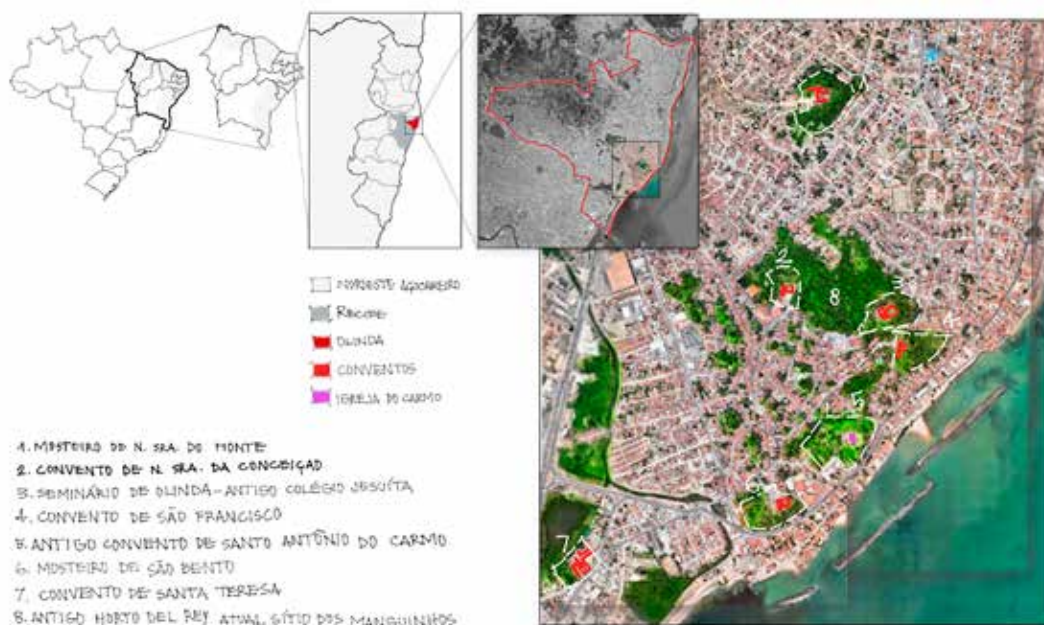 NORDESTE AÇUCAREIRO
RECIFE
OLINDA
CONVENTOS
IGREJA DO CARMO
1. MOSTEIRO DE N. SRA. DO MONTE
2. CONVENTO DE N. SRA. DA CONCEIÇÃO
3. SEMINÁRIO DE OLINDA - ANTIGO COLÉGIO JESUÍTA
4. CONVENTO DE SÃO FRANCISCO
5. ANTIGO CONVENTO DE SANTO ANTÔNIO DO CARMO
6. MOSTEIRO DE SÃO BENTO
7. CONVENTO DE SANTA TERESA
8. ANTIGO HORTO DEL REY, ATUAL SÍTIO DOS MANGUINHOS
2
8
3
5
7